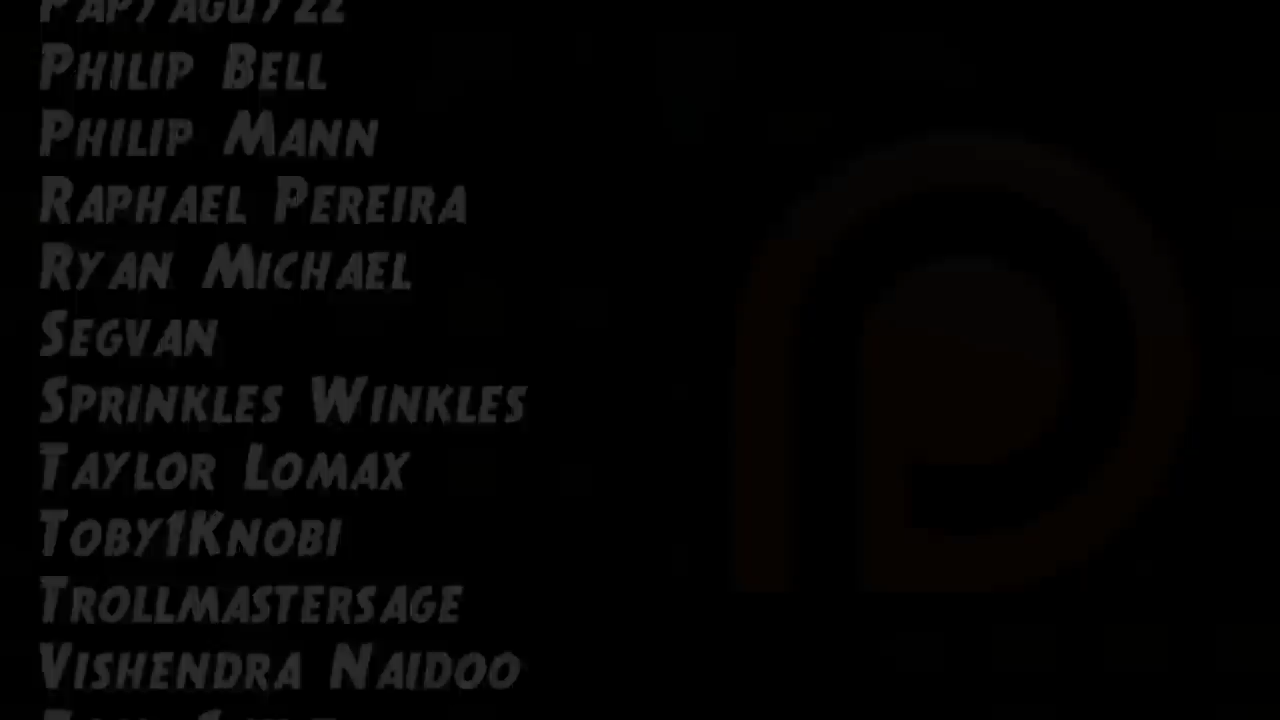 Philip Bell
Philip Mann
Raphael Pereira
Ryan Michael
Segvan
Sprinkles Winkles
Taylor Lomax
Toby1Knobi
Trollmastersage
Vishendra Naidoo